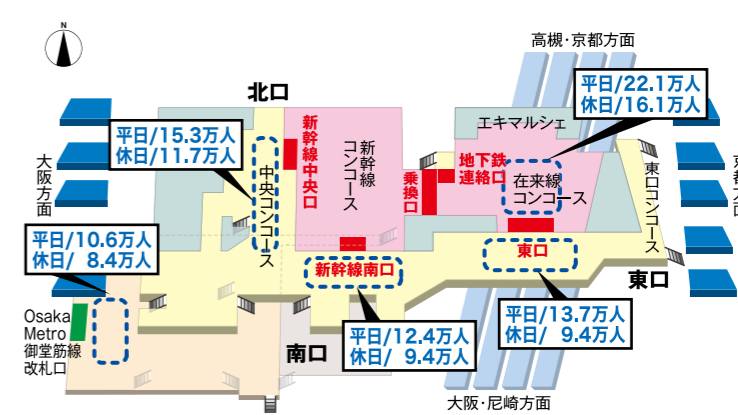 N
高槻・京都方面
平日/22.1万人
休日/16.1万人
北口
平日/15.3万人
休日/11.7万人
新幹線中央口
新幹線
コンコース
エキマルシェ
地下鉄
連絡口
乗換口
在来線
コンコース
東口コンコース
大阪方面
中央コンコース
平日/10.6万人
休日/ 8.4万人
新幹線南口
東口
東口
Osaka
Metro
御堂筋線
改札口
平日/12.4万人
休日/ 9.4万人
平日/13.7万人
休日/ 9.4万人
南口
大阪・尼崎方面